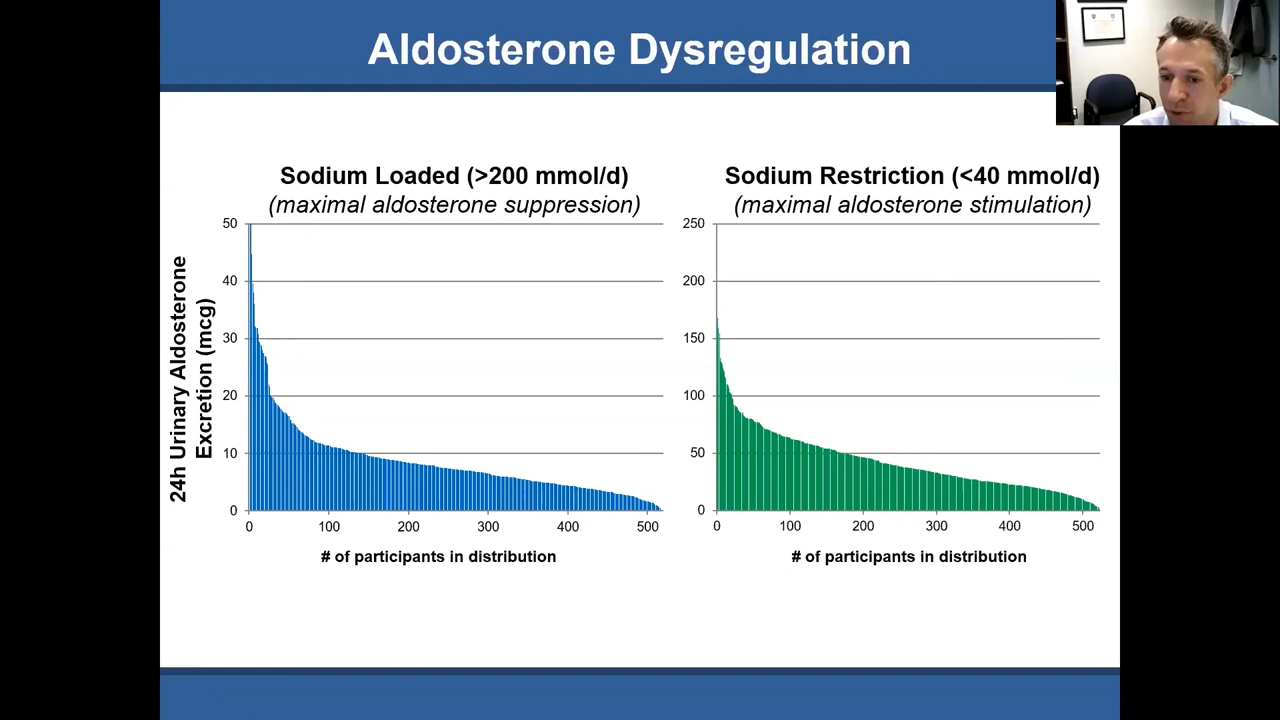 Aldosterone Dysregulation
Sodium Loaded (>200 mmol/d)
(maximal aldosterone suppression)
24h Urinary Aldosterone
Excretion (mcg)
50
40
30
20
10
0
0 100 200 300 400 500
# of participants in distribution
Sodium Restriction (<40 mmol/d)
(maximal aldosterone stimulation)
250
200
150
100
50
0
0 100 200 300 400 500
# of participants in distribution